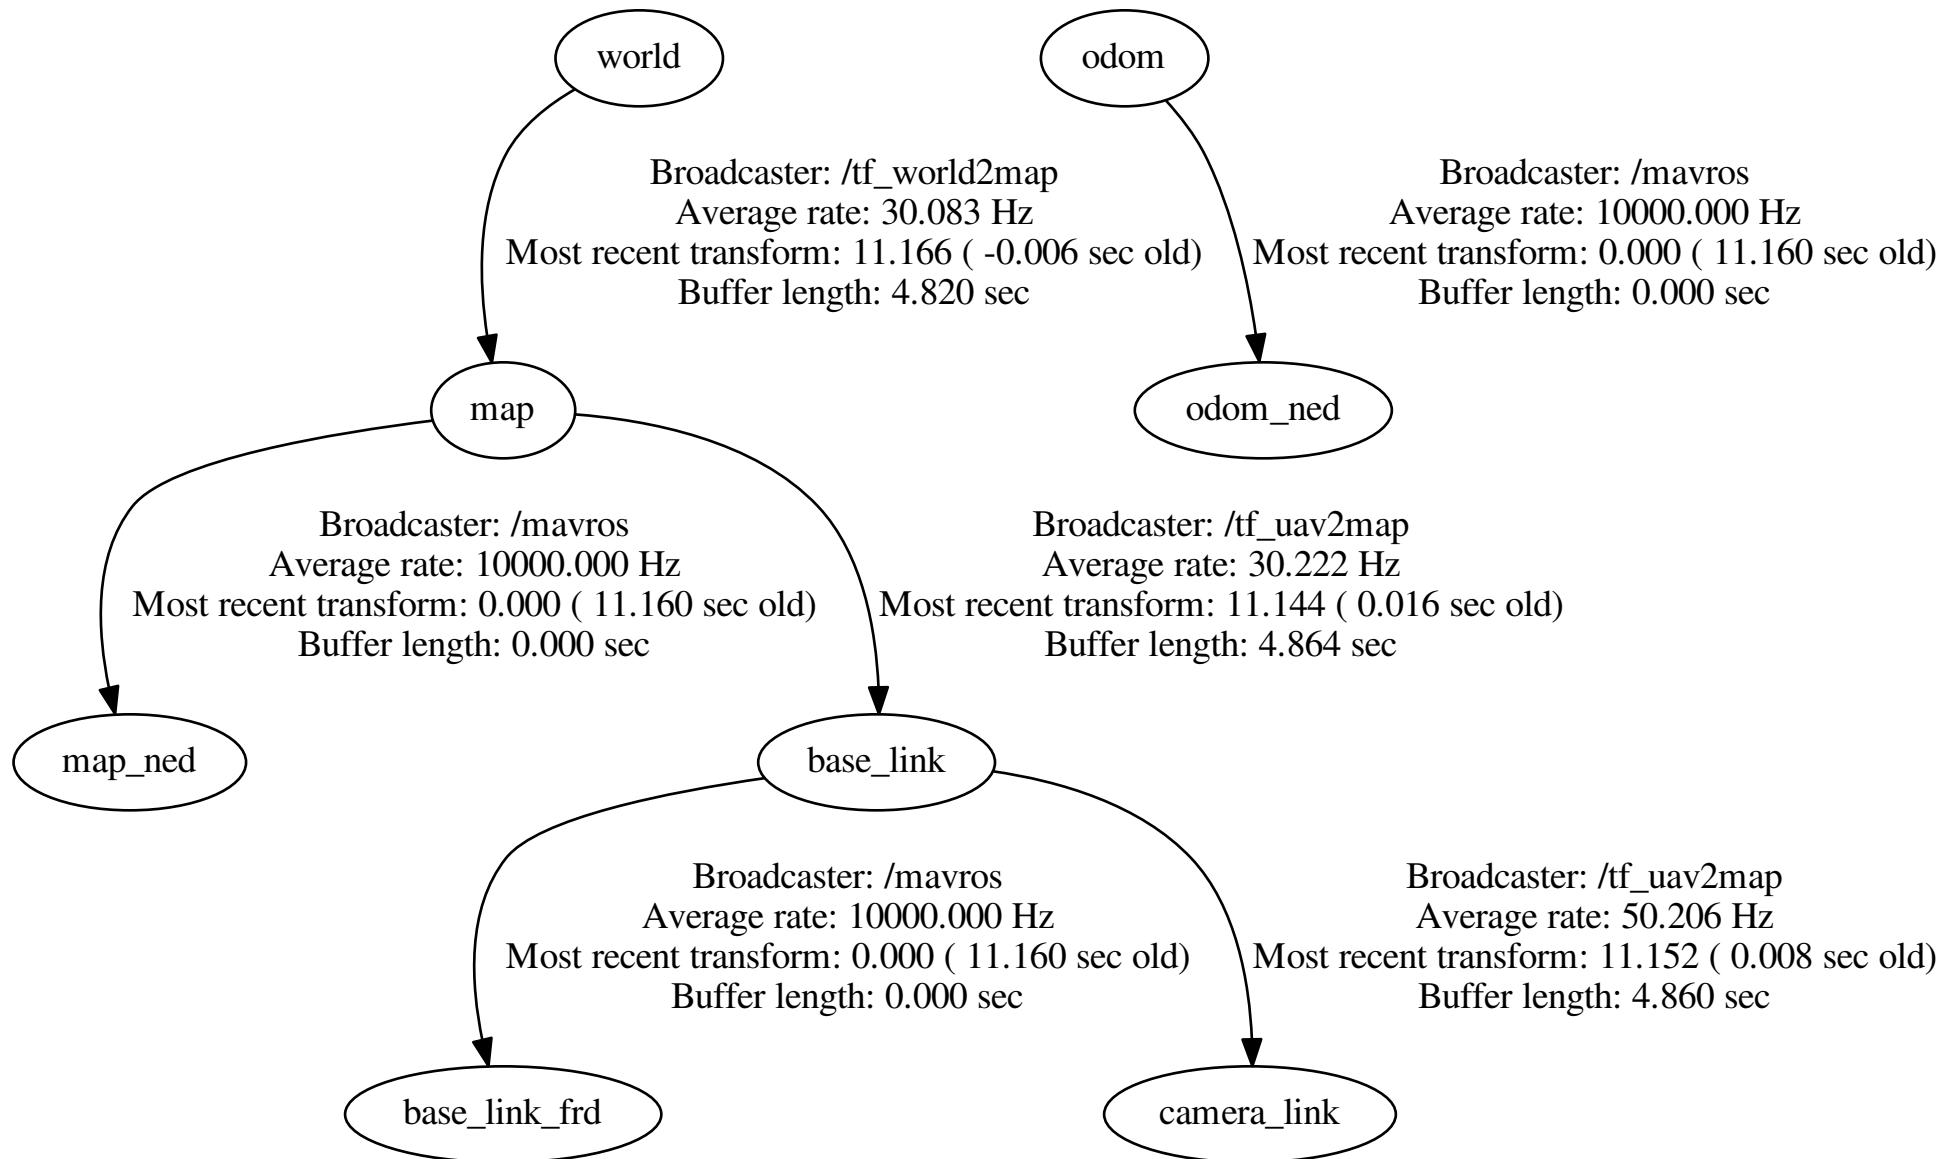 world
odom
Broadcaster: /tf_world2map
Average rate: 30.083 Hz
Most recent transform: 11.166 ( -0.006 sec old)
Buffer length: 4.820 sec
Broadcaster: /mavros
Average rate: 10000.000 Hz
Most recent transform: 0.000 ( 11.160 sec old)
Buffer length: 0.000 sec
map
odom_ned
Broadcaster: /mavros
Average rate: 10000.000 Hz
Most recent transform: 0.000 ( 11.160 sec old)
Buffer length: 0.000 sec
Broadcaster: /tf_uav2map
Average rate: 30.222 Hz
Most recent transform: 11.144 ( 0.016 sec old)
Buffer length: 4.864 sec
map_ned
base_link
Broadcaster: /mavros
Average rate: 10000.000 Hz
Most recent transform: 0.000 ( 11.160 sec old)
Buffer length: 0.000 sec
Broadcaster: /tf_uav2map
Average rate: 50.206 Hz
Most recent transform: 11.152 ( 0.008 sec old)
Buffer length: 4.860 sec
base_link_frd
camera_link